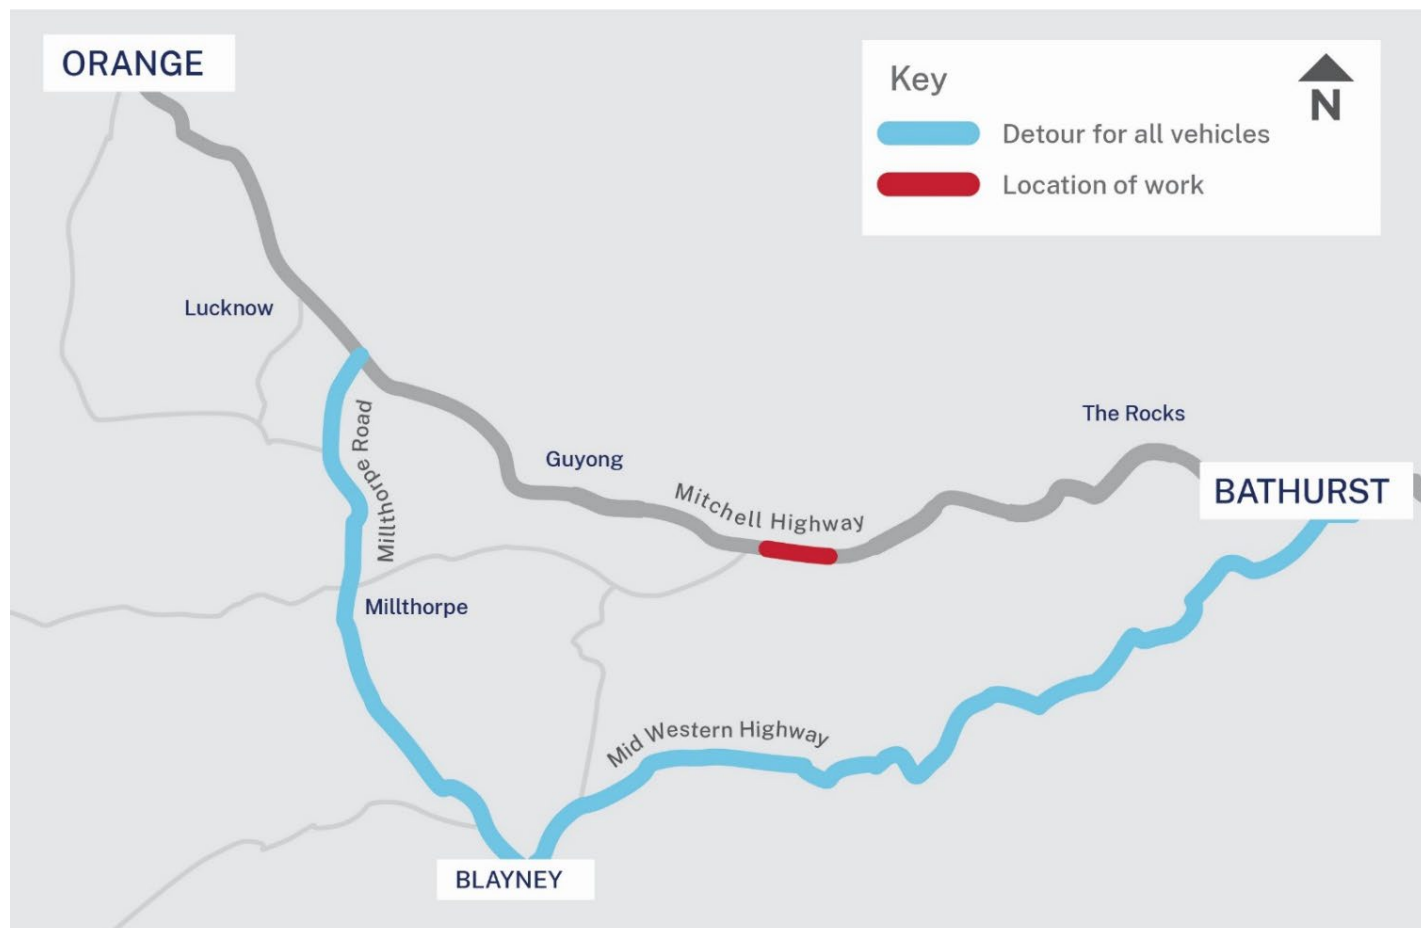 ORANGE
Key
N
Detour for all vehicles
Location of work
Lucknow
Millthorpe Road
Guyong
Mitchell Highway
The Rocks
BATHURST
Millthorpe
Mid Western Highway
BLAYNEY